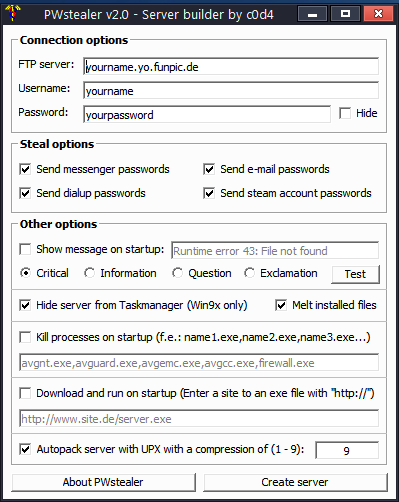 PWstealer v2.0 - Server builder by c0d4
Connection options
FTP server: yourname.yo.funpic.de
Username: yourname
Password: yourpassword Hide
Steal options
Send messenger passwords Send e-mail passwords
Send dialup passwords Send steam account passwords
Other options
Show message on startup: Runtime error 43: File not found
Critical Information Question Exclamation Test
Hide server from Taskmanager (Win9x only) Melt installed files
Kill processes on startup (f.e.: name1.exe,name2.exe,name3.exe...)
avgnt.exe,avguard.exe,avgemc.exe,avgcc.exe,firewall.exe
Download and run on startup (Enter a site to an exe file with "http://")
http://www.site.de/server.exe
Autopack server with UPX with a compression of (1 - 9): 9
About PWstealer Create server